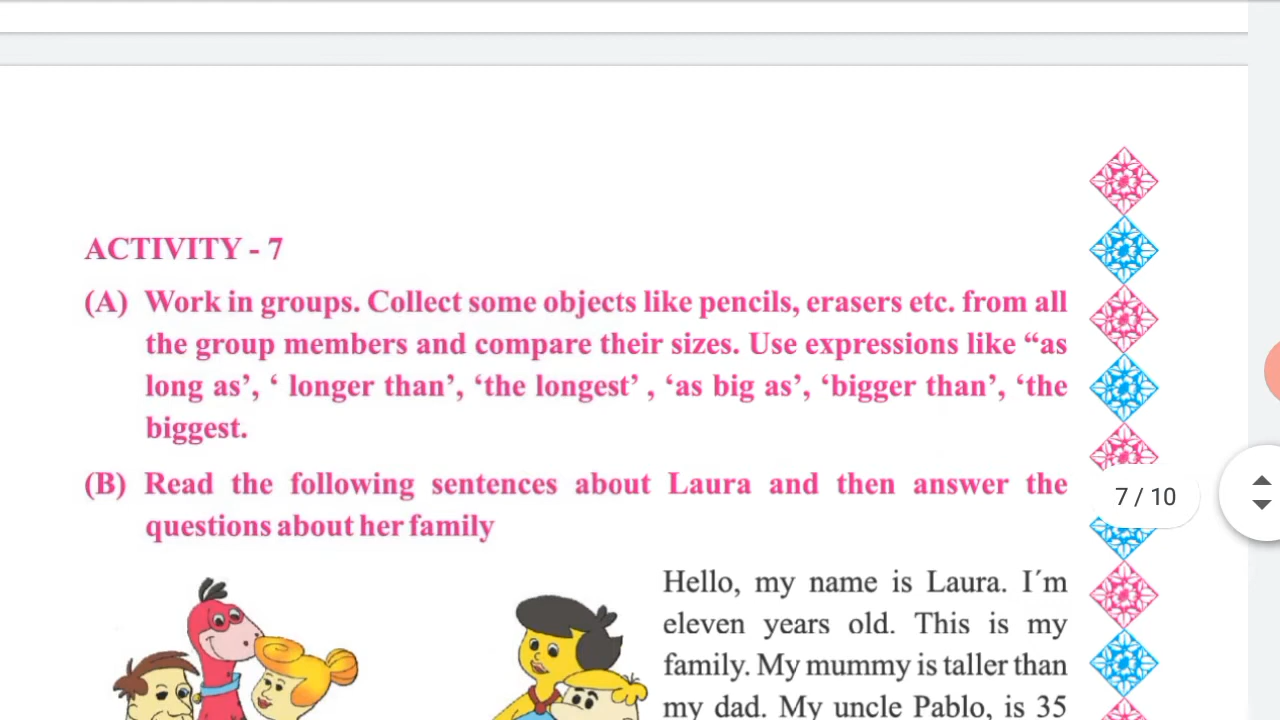 ACTIVITY - 7
(A) Work in groups. Collect some objects like pencils, erasers etc. from all
the group members and compare their sizes. Use expressions like “as
long as’, ‘ longer than’, ‘the longest’ , ‘as big as’, ‘bigger than’, ‘the
biggest.
(B) Read the following sentences about Laura and then answer the
questions about her family
7 / 10
Hello, my name is Laura. I´m
eleven years old. This is my
family. My mummy is taller than
my dad. My uncle Pablo, is 35